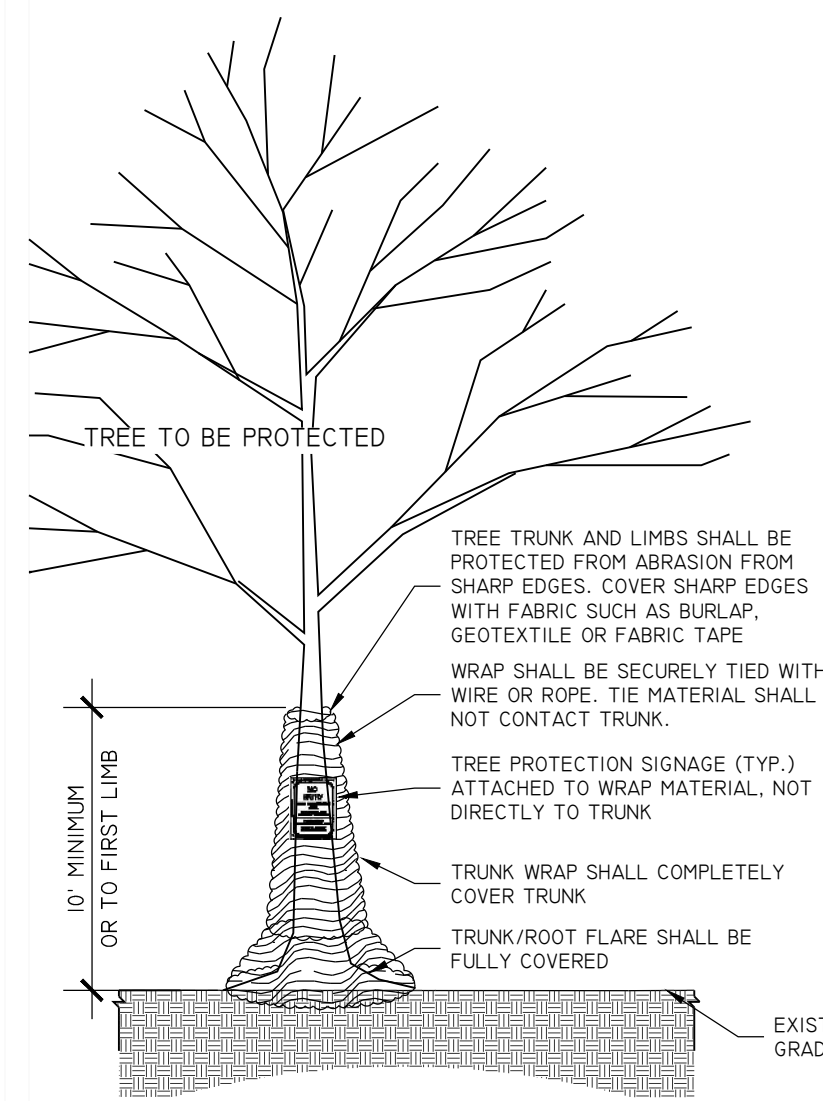 TREE TO BE PROTECTED
TREE TRUNK AND LIMBS SHALL BE
PROTECTED FROM ABRASION FROM
SHARP EDGES. COVER SHARP EDGES
WITH FABRIC SUCH AS BURLAP,
GEOTEXTILE OR FABRIC TAPE
WRAP SHALL BE SECURELY TIED WITH
WIRE OR ROPE. TIE MATERIAL SHALL
NOT CONTACT TRUNK.
TREE PROTECTION SIGNAGE (TYP.)
ATTACHED TO WRAP MATERIAL, NOT
DIRECTLY TO TRUNK
10' MINIMUM
OR TO FIRST LIMB
TRUNK WRAP SHALL COMPLETELY
COVER TRUNK
TRUNK/ROOT FLARE SHALL BE
FULLY COVERED
EXIST
GRAD